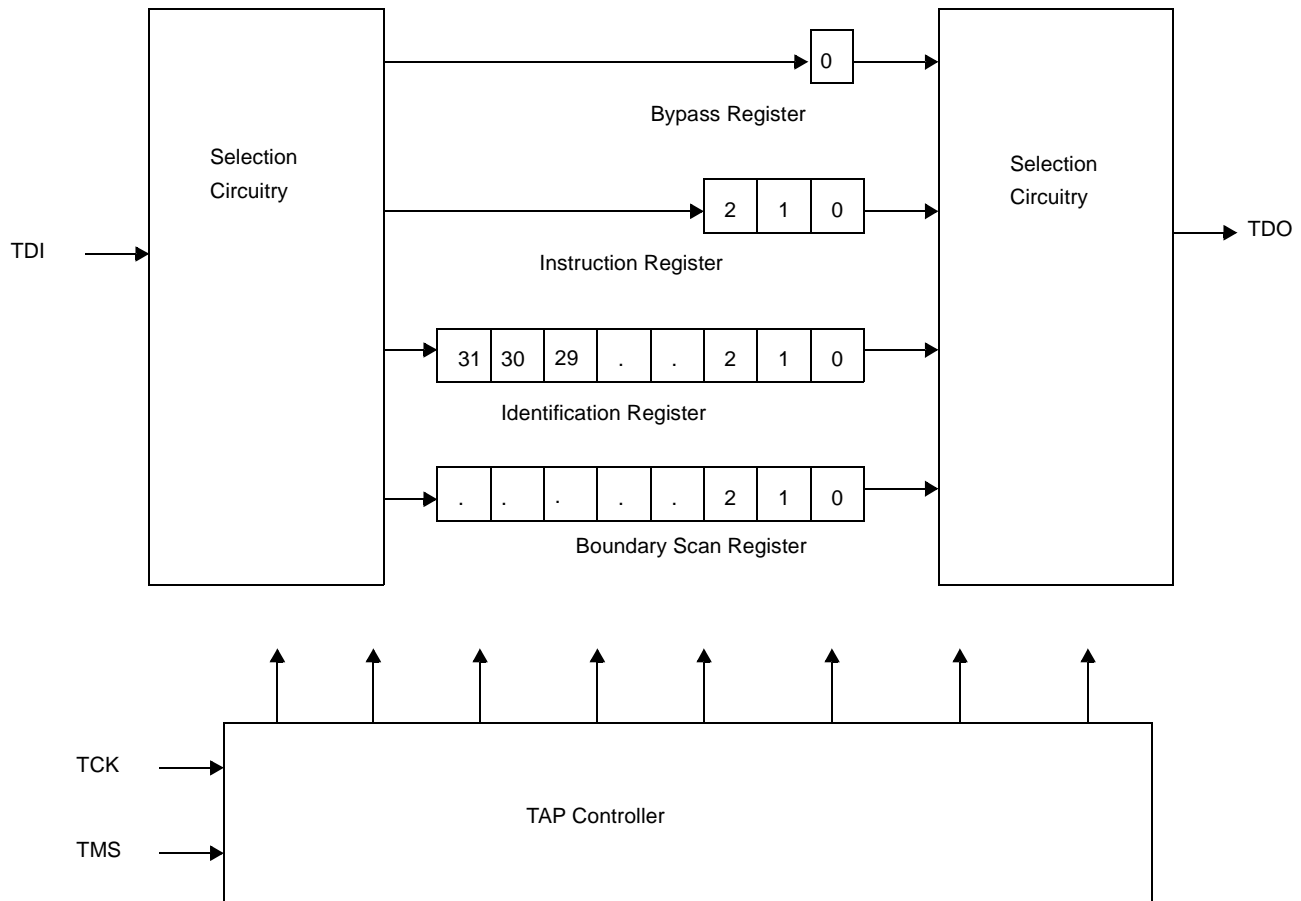 0
Bypass Register
Selection
Circuitry
Selection
Circuitry
2 1 0
TDI
TDO
Instruction Register
31 30 29 . . 2 1 0
Identification Register
. . . . . 2 1 0
Boundary Scan Register
TCK
TAP Controller
TMS